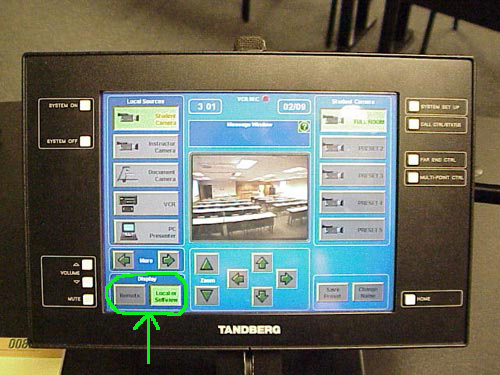 SYSTEM ON
SYSTEM OFF
VOLUME
MUTE
Local Sources
Student
Camera
Instructor
Camera
Document
Camera
VCR
PC
Presenter
More
Display
Remote
Local or
Selfview
3 01
VCR REC
02/09
Message Window
?
Zoom
Student Camera
FULL ROOM
PRESET 2
PRESET 3
PRESET 4
PRESET 5
Save
Preset
Change
Name
SYSTEM SET UP
CALL CTRL/STATUS
FAR END CTRL
MULTI-POINT CTRL
HOME
TANDBERG